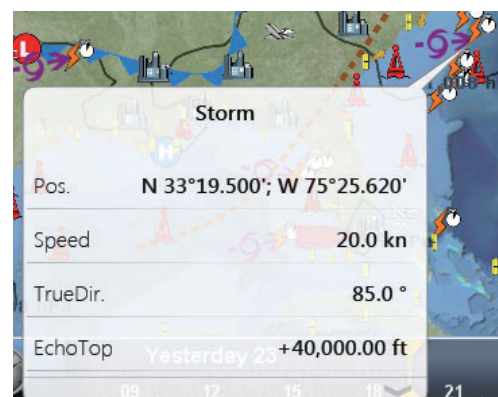 L
Storm
Pos. N 33°19.500'; W 75°25.620'
Speed 20.0 kn
TrueDir. 85.0 °
EchoTop +40,000.00 ft
Yesterday 23
09 12 15 18 21